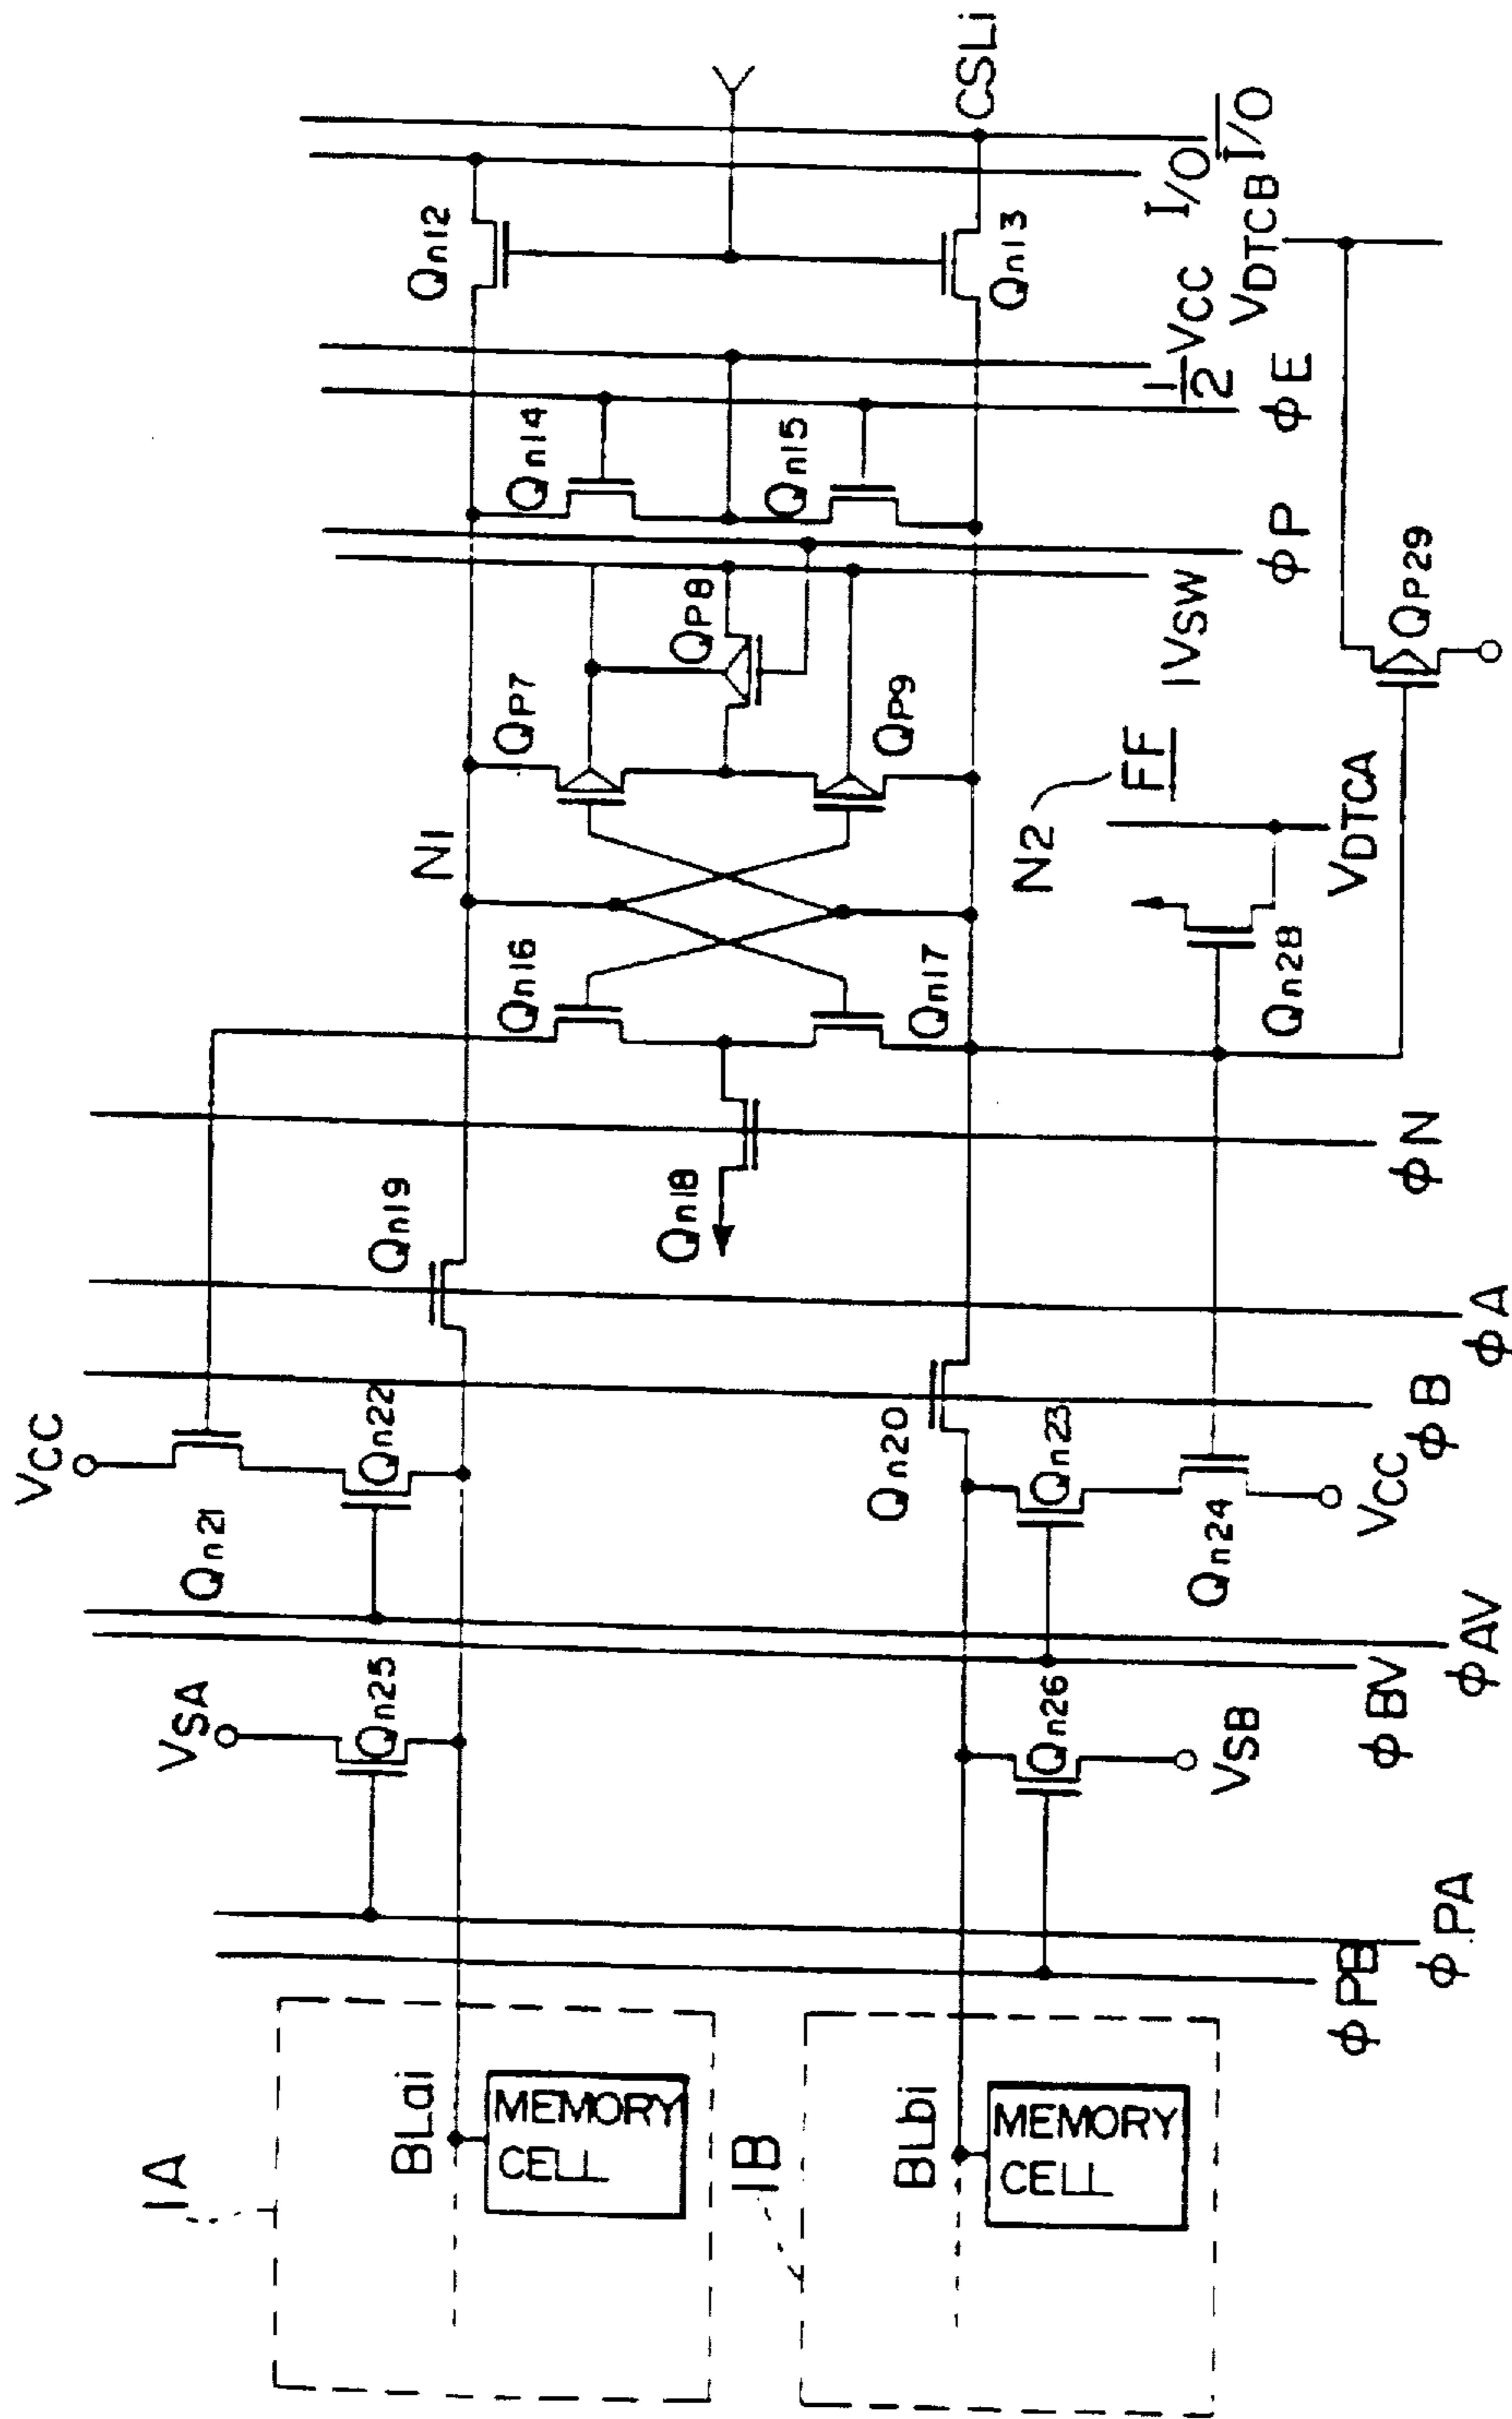 1A
BLai
MEMORY
CELL
1B
BLbi
MEMORY
CELL
VSA
Qn25
Qn26
VSB
φPB
φPA
VCC
Qn21
Qn22
Qn20
Qn23
Qn24
VCC
φBV
φAV
φB
φA
Qn19
Qn18
φN
N1
Qn16
Qn17
QP7
QP8
QP9
N2
FF
Qn28
VDTCA
1VSW
φP
QP29
Qn14
Qn15
φE
1/2 VCC
VDTCB
Qn12
Qn13
I/O
I/O
CSLi